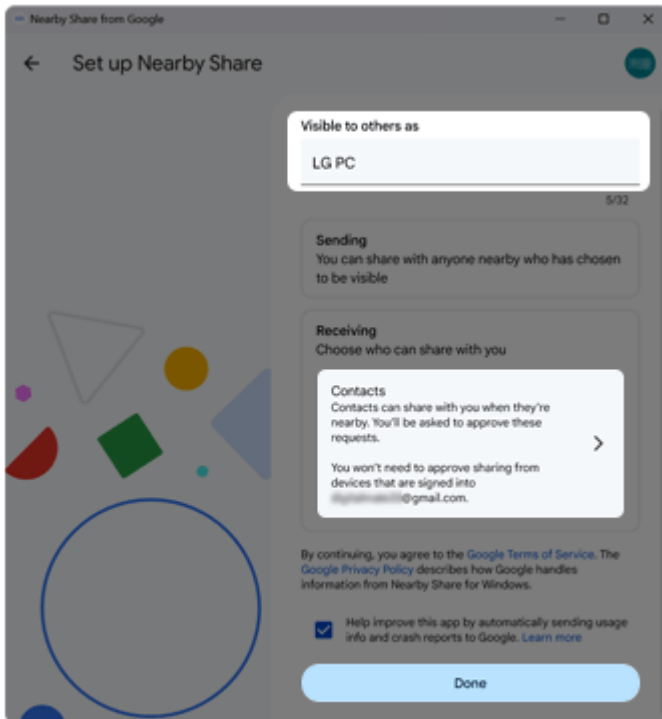 Nearby Share from Google
Set up Nearby Share
Visible to others as
LG PC
5/32
Sending
You can share with anyone nearby who has chosen
to be visible
Receiving
Choose who can share with you
Contacts
Contacts can share with you when they're
nearby. You'll be asked to approve these
requests.
You won't need to approve sharing from
devices that are signed into
@gmail.com.
By continuing, you agree to the Google Terms of Service. The
Google Privacy Policy describes how Google handles
information from Nearby Share for Windows.
Help improve this app by automatically sending usage
info and crash reports to Google. Learn more
Done